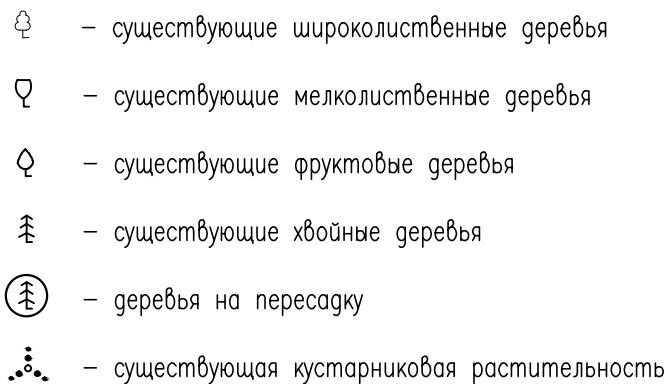 – существующие широколиственные деревья
– существующие мелколиственные деревья
– существующие фруктовые деревья
– существующие хвойные деревья
– деревья на пересадку
– существующая кустарниковая растительность